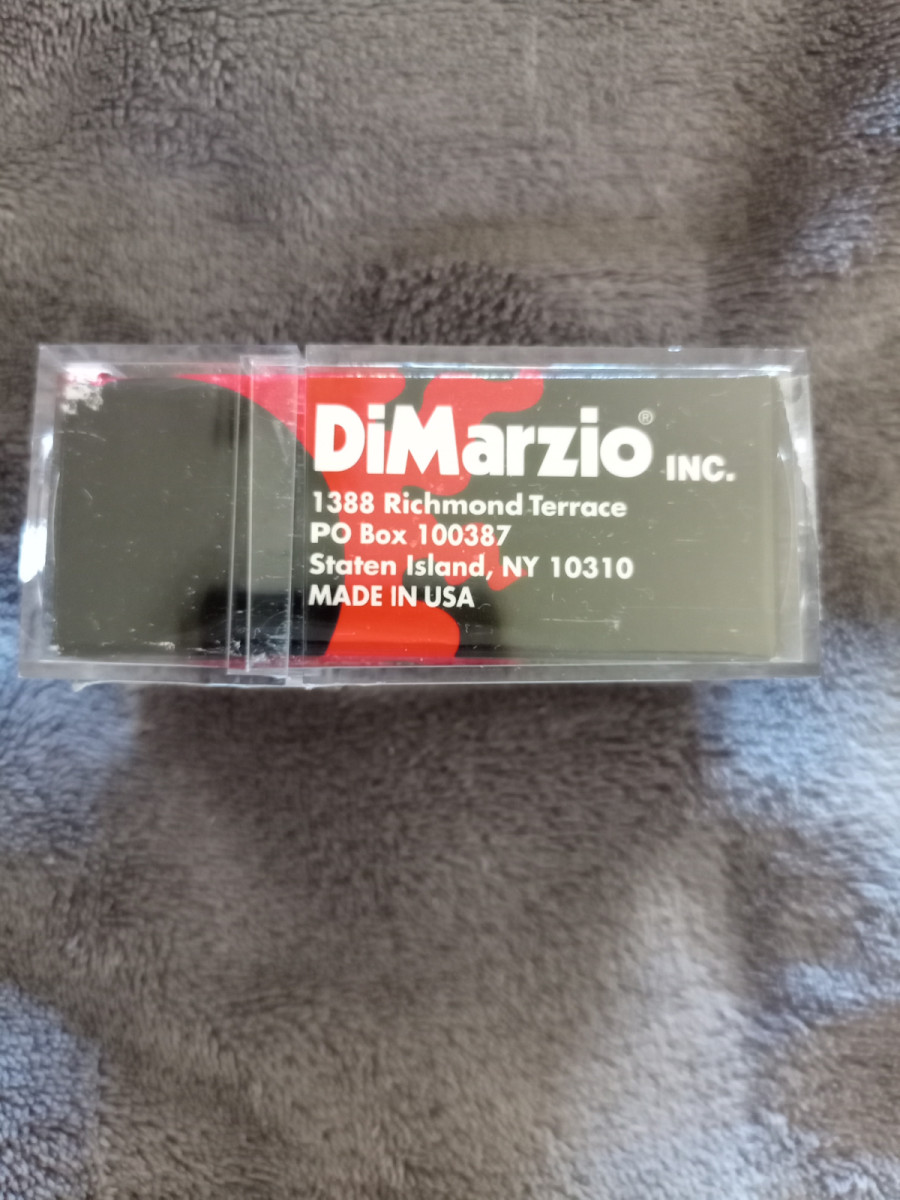 DiMarzio® INC.
1388 Richmond Terrace
PO Box 100387
Staten Island, NY 10310
MADE IN USA